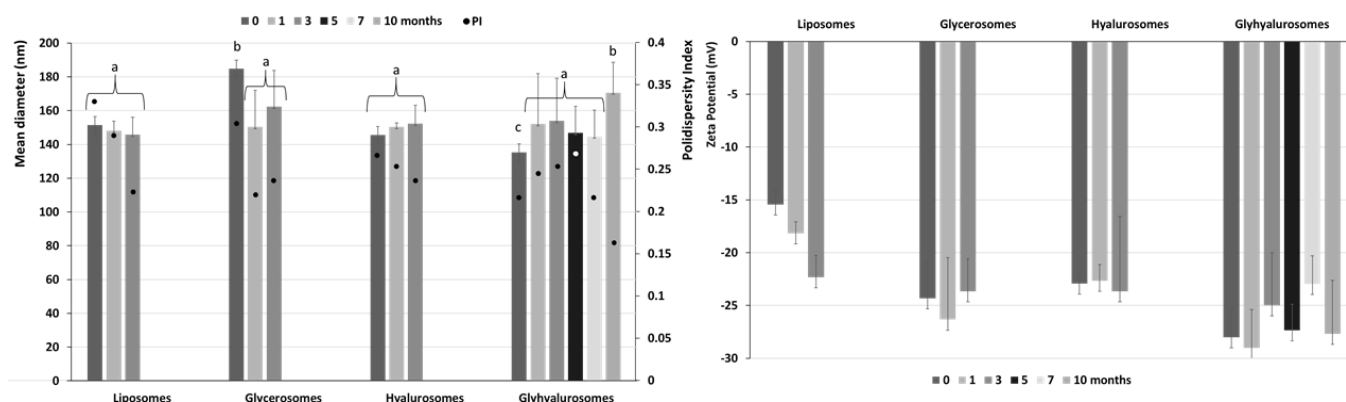 0 1 3 5 7 10 months PI
Mean diameter (nm)
200
180
160
140
120
100
80
60
40
20
0
a
b
a
a
c
a
b
0.4
0.35
0.3
0.25
0.2
0.15
0.1
0.05
0
Polidispersity Index
Liposomes Glycerosomes Hyalurosomes Glyhyalurosomes
Liposomes Glycerosomes Hyalurosomes Glyhyalurosomes
Zeta Potential (mV)
0
-5
-10
-15
-20
-25
-30
0 1 3 5 7 10 months